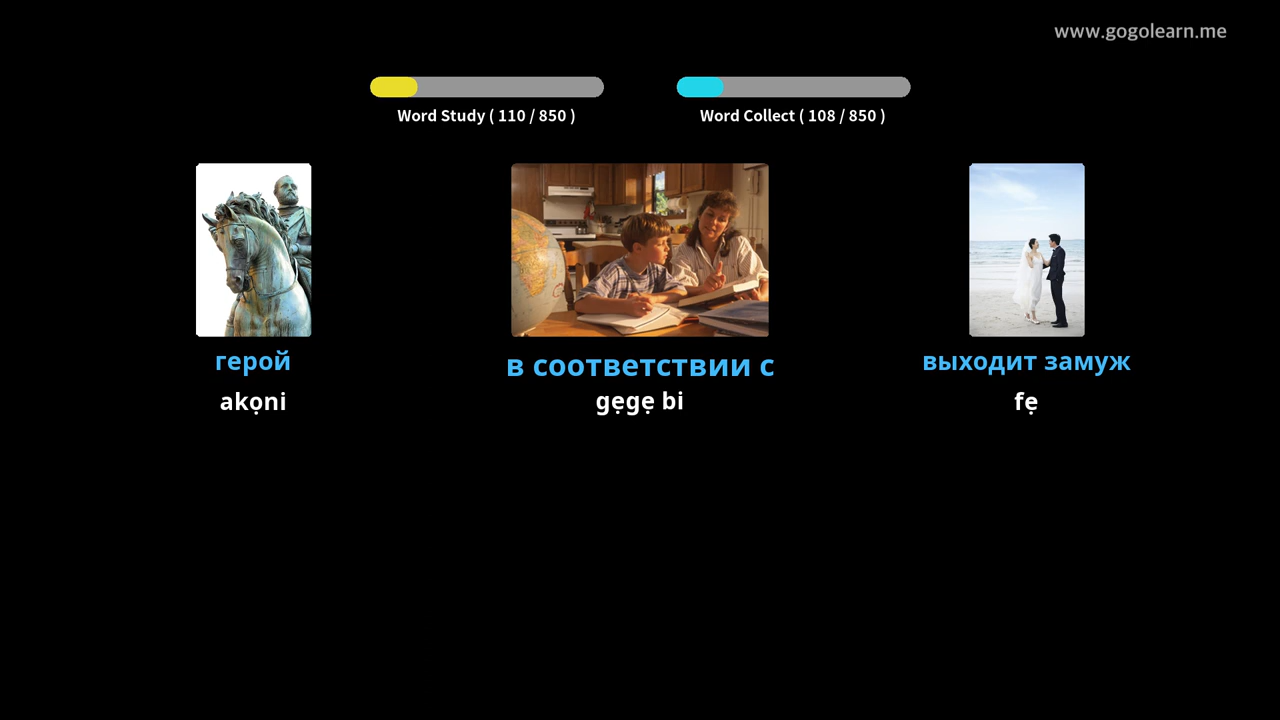 www.gogolearn.me
Word Study ( 110 / 850 )
Word Collect ( 108 / 850 )
герой
в соответствии с
выходит замуж
akọni
gẹgẹ bi
fẹ